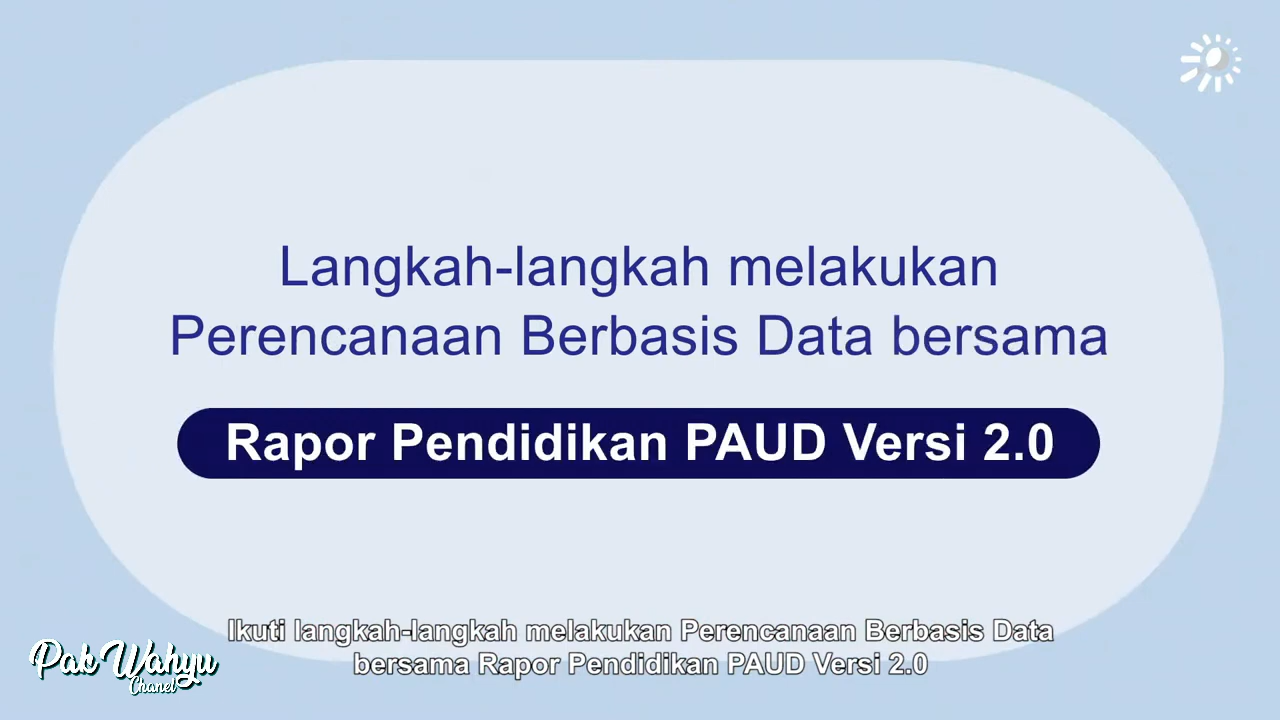 Langkah-langkah melakukan
Perencanaan Berbasis Data bersama
Rapor Pendidikan PAUD Versi 2.0
Ikuti langkah-langkah melakukan Perencanaan Berbasis Data
bersama Rapor Pendidikan PAUD Versi 2.0
Pak Wahyu
Chanel